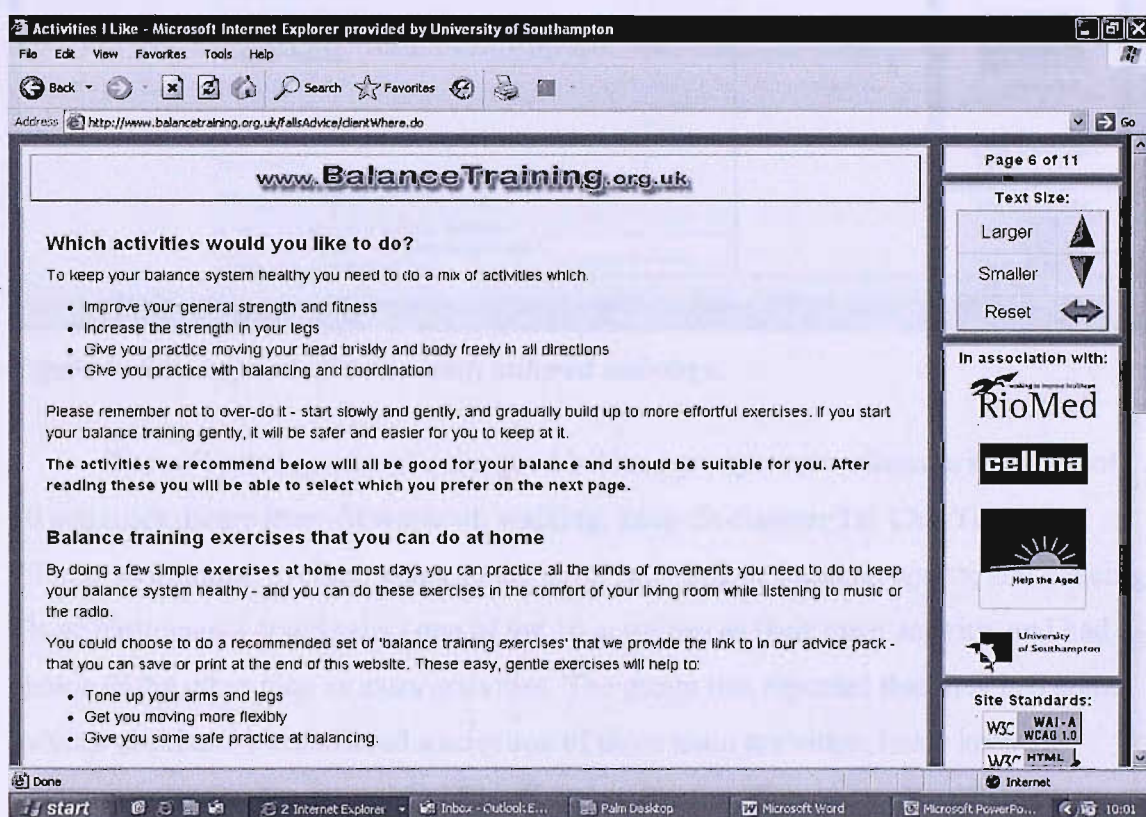 Activities I Like - Microsoft Internet Explorer provided by University of Southampton
File Edit View Favorites Tools Help
Back Search Favorites
Address http://www.balancetraining.org.uk/fallsAdvice/clientWhere.do Go
www.BalanceTraining.org.uk
Which activities would you like to do?
To keep your balance system healthy you need to do a mix of activities which.
• Improve your general strength and fitness
• Increase the strength in your legs
• Give you practice moving your head briskly and body freely in all directions
• Give you practice with balancing and coordination
Please remember not to over-do it - start slowly and gently, and gradually build up to more effortful exercises. If you start
your balance training gently, it will be safer and easier for you to keep at it.
The activities we recommend below will all be good for your balance and should be suitable for you. After
reading these you will be able to select which you prefer on the next page.
Balance training exercises that you can do at home
By doing a few simple exercises at home most days you can practice all the kinds of movements you need to do to keep
your balance system healthy - and you can do these exercises in the comfort of your living room while listening to music or
the radio.
You could choose to do a recommended set of 'balance training exercises' that we provide the link to in our advice pack -
that you can save or print at the end of this website. These easy, gentle exercises will help to:
• Tone up your arms and legs
• Get you moving more flexibly
• Give you some safe practice at balancing.
Page 6 of 11
Text Size:
Larger
Smaller
Reset
In association with:
working to improve healthcare
RioMed
cellma
Help the Aged
University
of Southampton
Site Standards:
W3C WAI-A
WCAG 1.0
W3C HTML
Done Internet
start 2 Internet Explorer Inbox - Outlook E... Palm Desktop Microsoft Word Microsoft PowerPo... 10:01